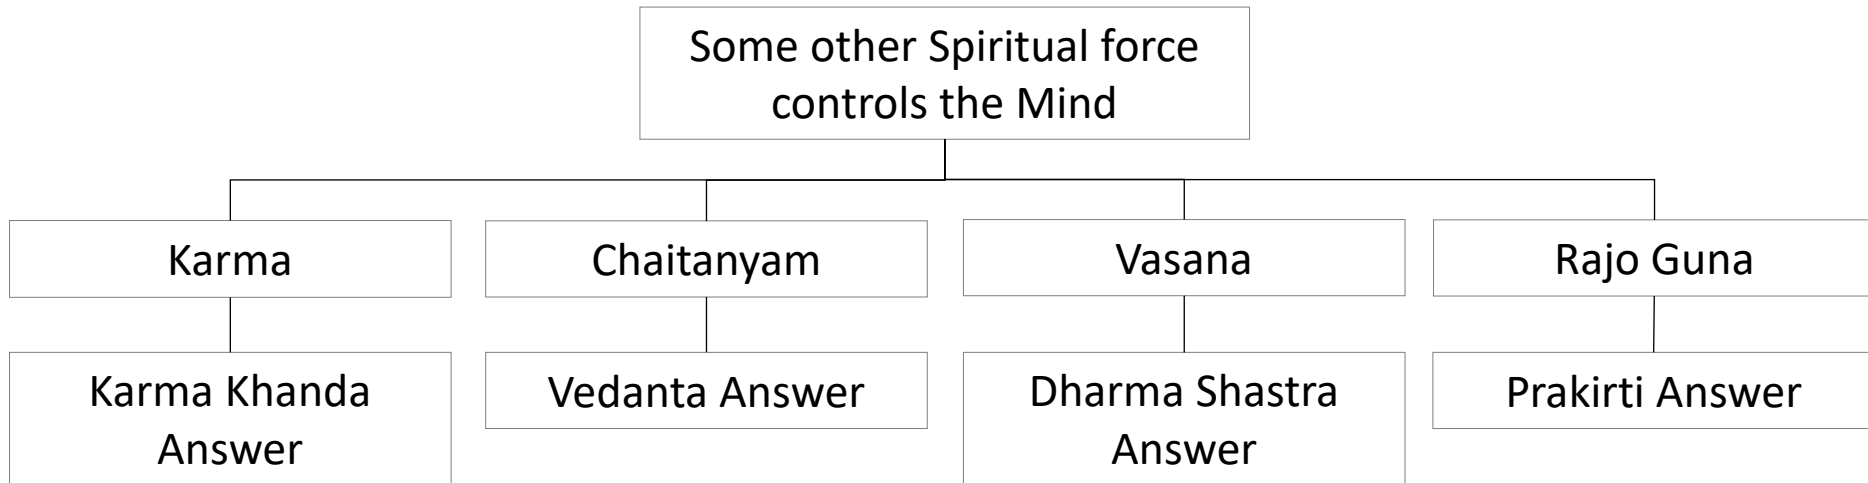 Some other Spiritual force
controls the Mind
Karma
Chaitanyam
Vasana
Rajo Guna
Karma Khanda
Answer
Vedanta Answer
Dharma Shastra
Answer
Prakirti Answer